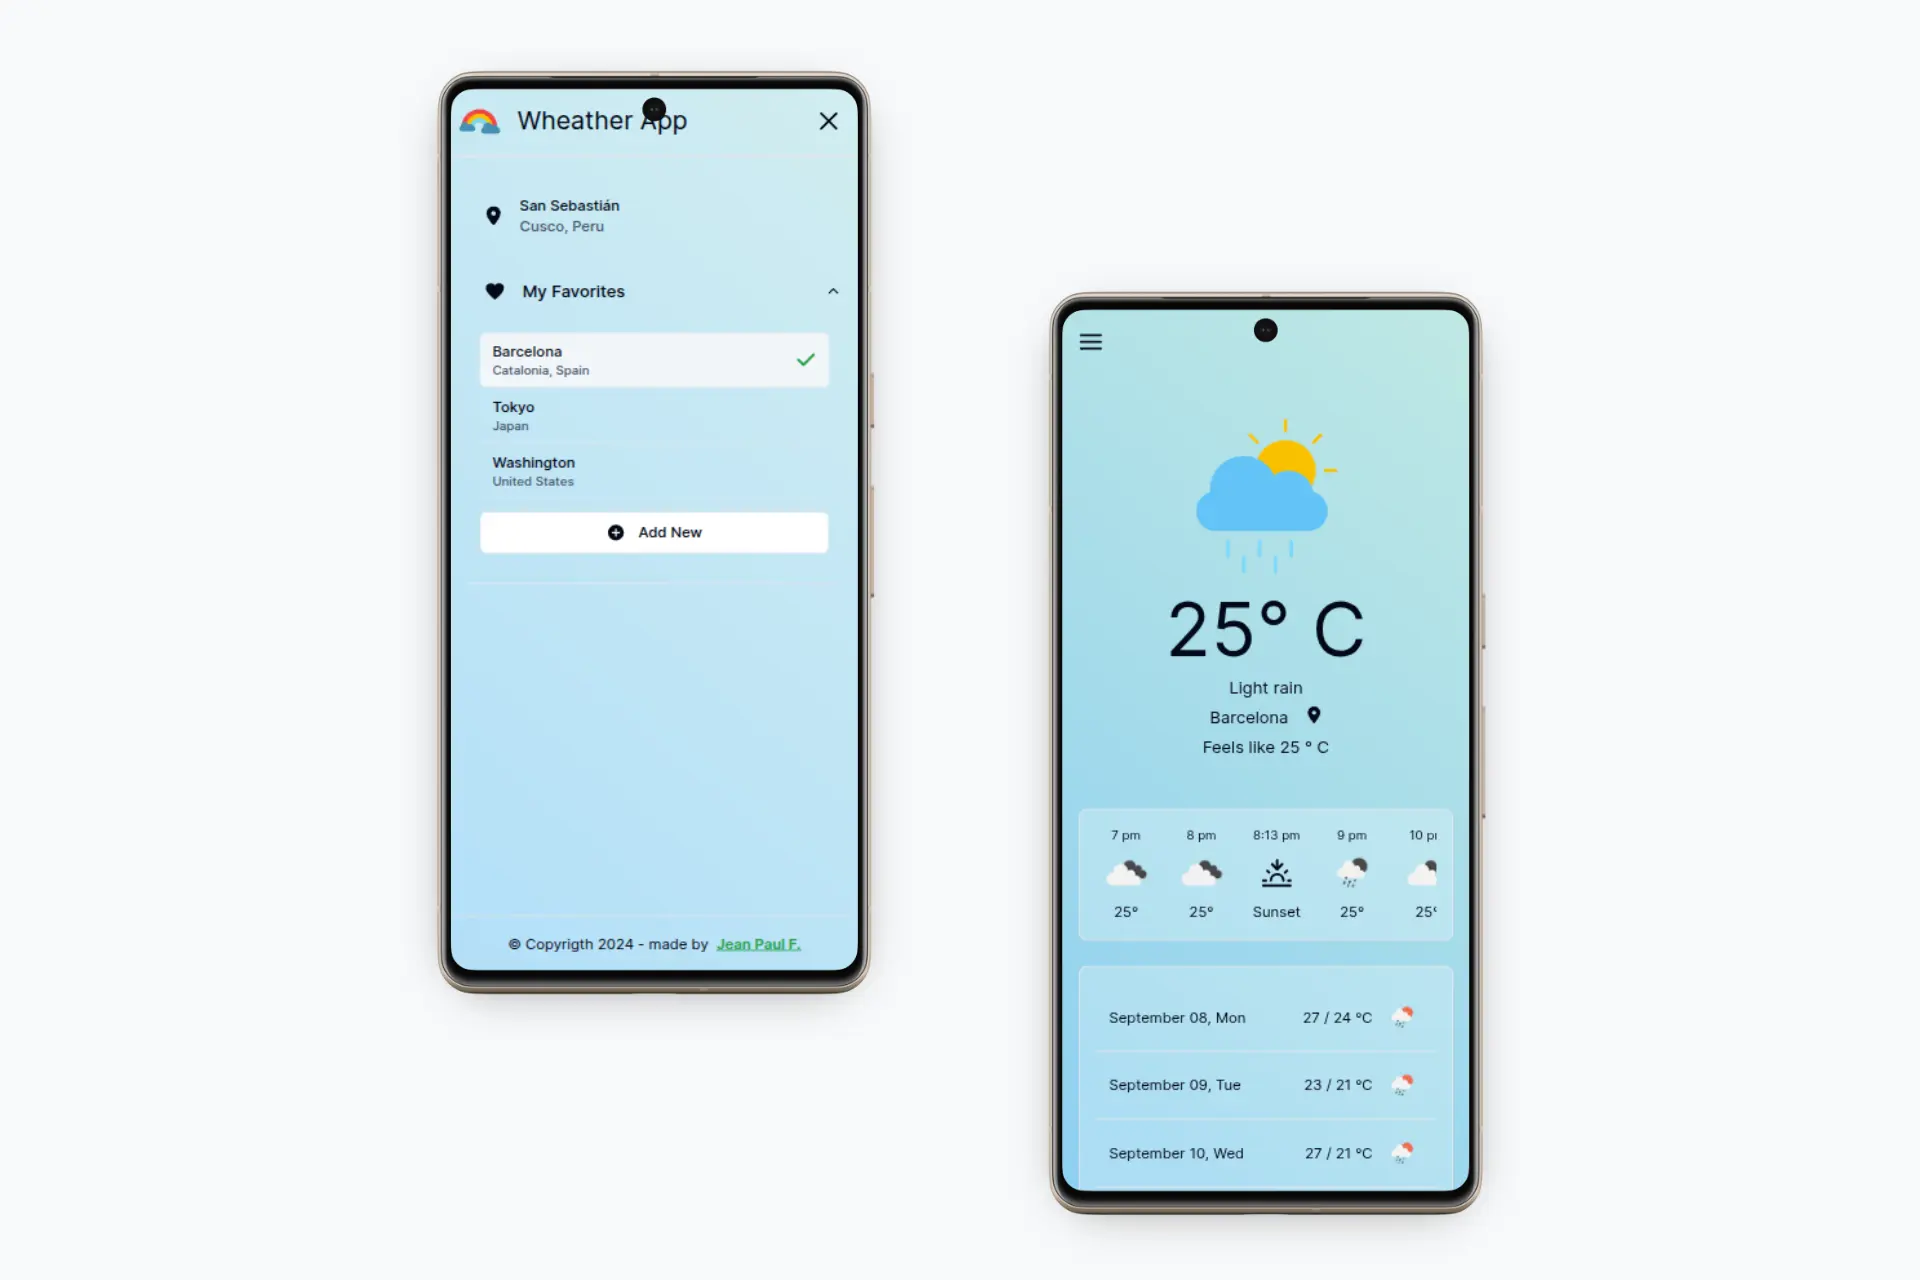 Wheather App
San Sebastián
Cusco, Peru
My Favorites
Barcelona
Catalonia, Spain
Tokyo
Japan
Washington
United States
Add New
© Copyrigth 2024 - made by Jean Paul F.
25° C
Light rain
Barcelona
Feels like 25 ° C
7 pm 8 pm 8:13 pm 9 pm 10 p
25° 25° Sunset 25° 25°
September 08, Mon 27 / 24 °C
September 09, Tue 23 / 21 °C
September 10, Wed 27 / 21 °C